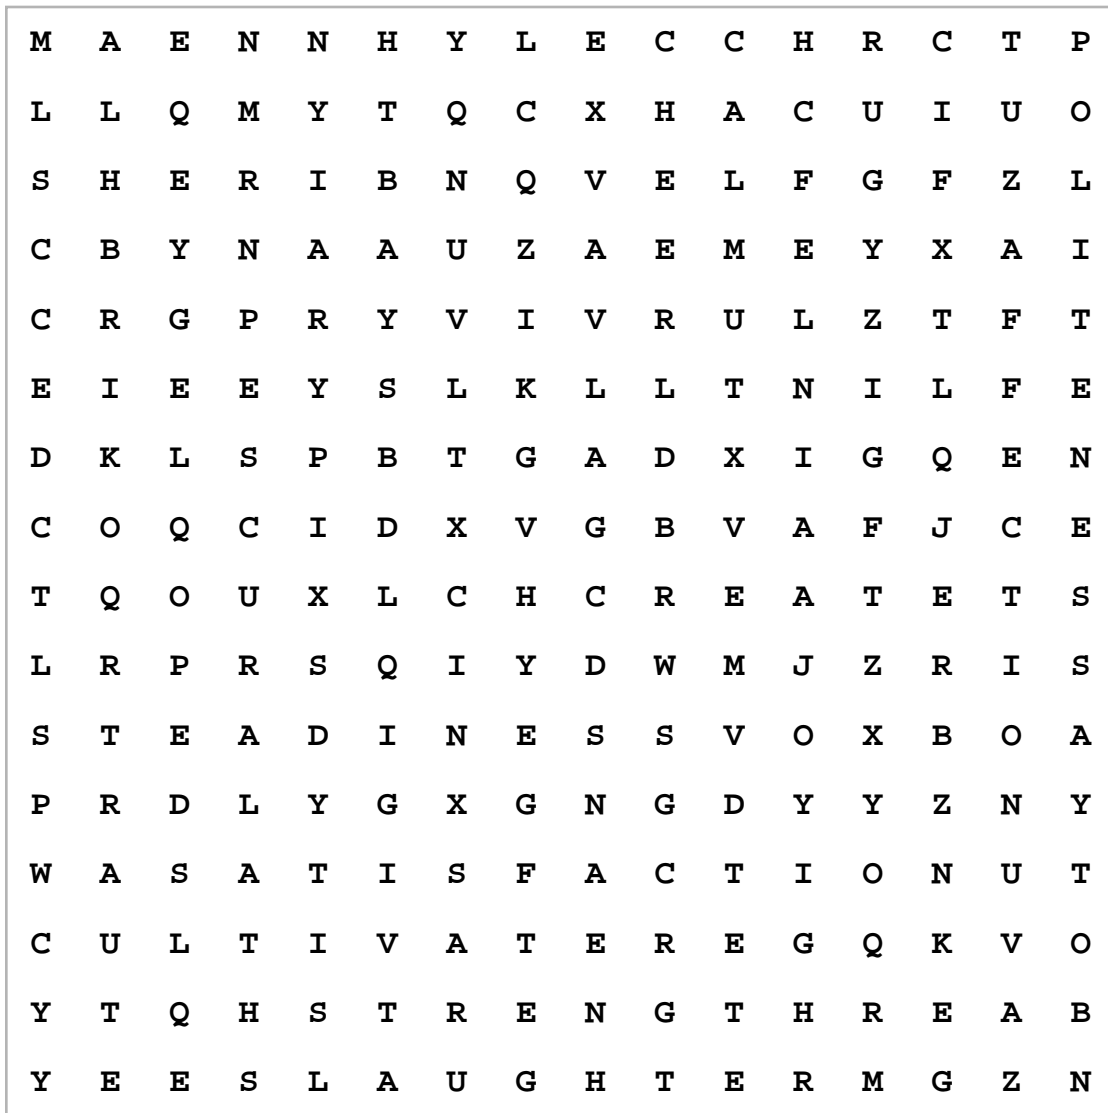 M A E N N H Y L E C C H R C T P
L L Q M Y T Q C X H A C U I U O
S H E R I B N Q V E L F G F Z L
C B Y N A A U Z A E M E Y X A I
C R G P R Y V I V R U L Z T F T
E I E E Y S L K L L T N I L F E
D K L S P B T G A D X I G Q E N
C O Q C I D X V G B V A F J C E
T Q O U X L C H C R E A T E T S
L R P R S Q I Y D W M J Z R I S
S T E A D I N E S S V O X B O A
P R D L Y G X G N G D Y Y Z N Y
W A S A T I S F A C T I O N U T
C U L T I V A T E R E G Q K V O
Y T Q H S T R E N G T H R E A B
Y E E S L A U G H T E R M G Z N